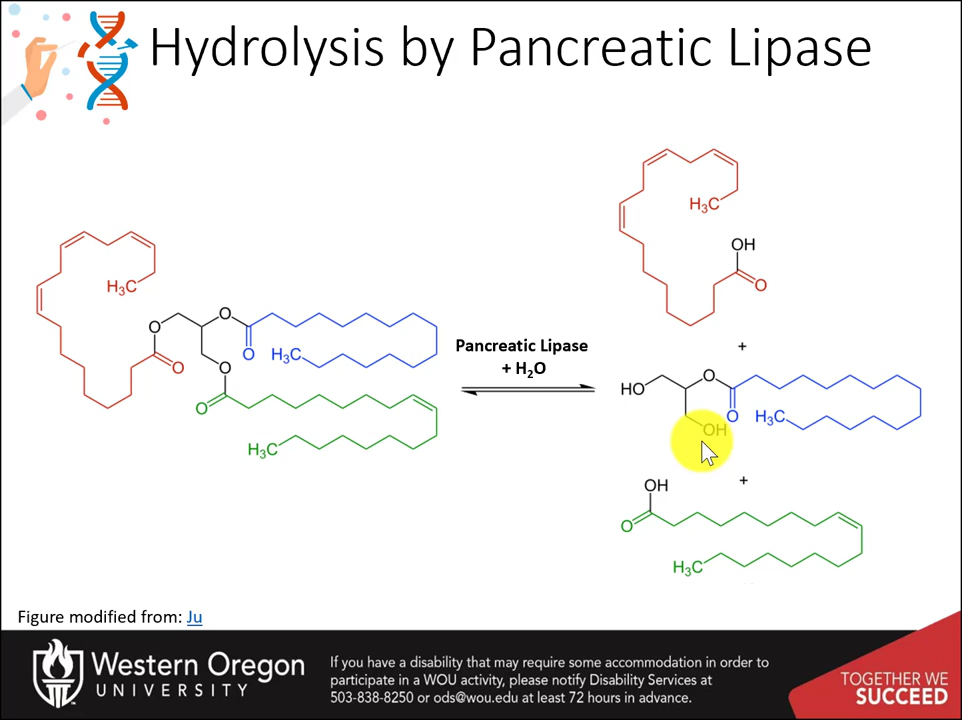 Hydrolysis by Pancreatic Lipase
H₃C
OH
H₃C
O
O
O
O
O
H₃C
O
O
H₃C
Pancreatic Lipase
+ H₂O
+
HO
O
O
H₃C
OH
+
OH
O
H₃C
Figure modified from: Ju
Western Oregon
UNIVERSITY
If you have a disability that may require some accommodation in order to
participate in a WOU activity, please notify Disability Services at
503-838-8250 or ods@wou.edu at least 72 hours in advance.
TOGETHER WE
SUCCEED